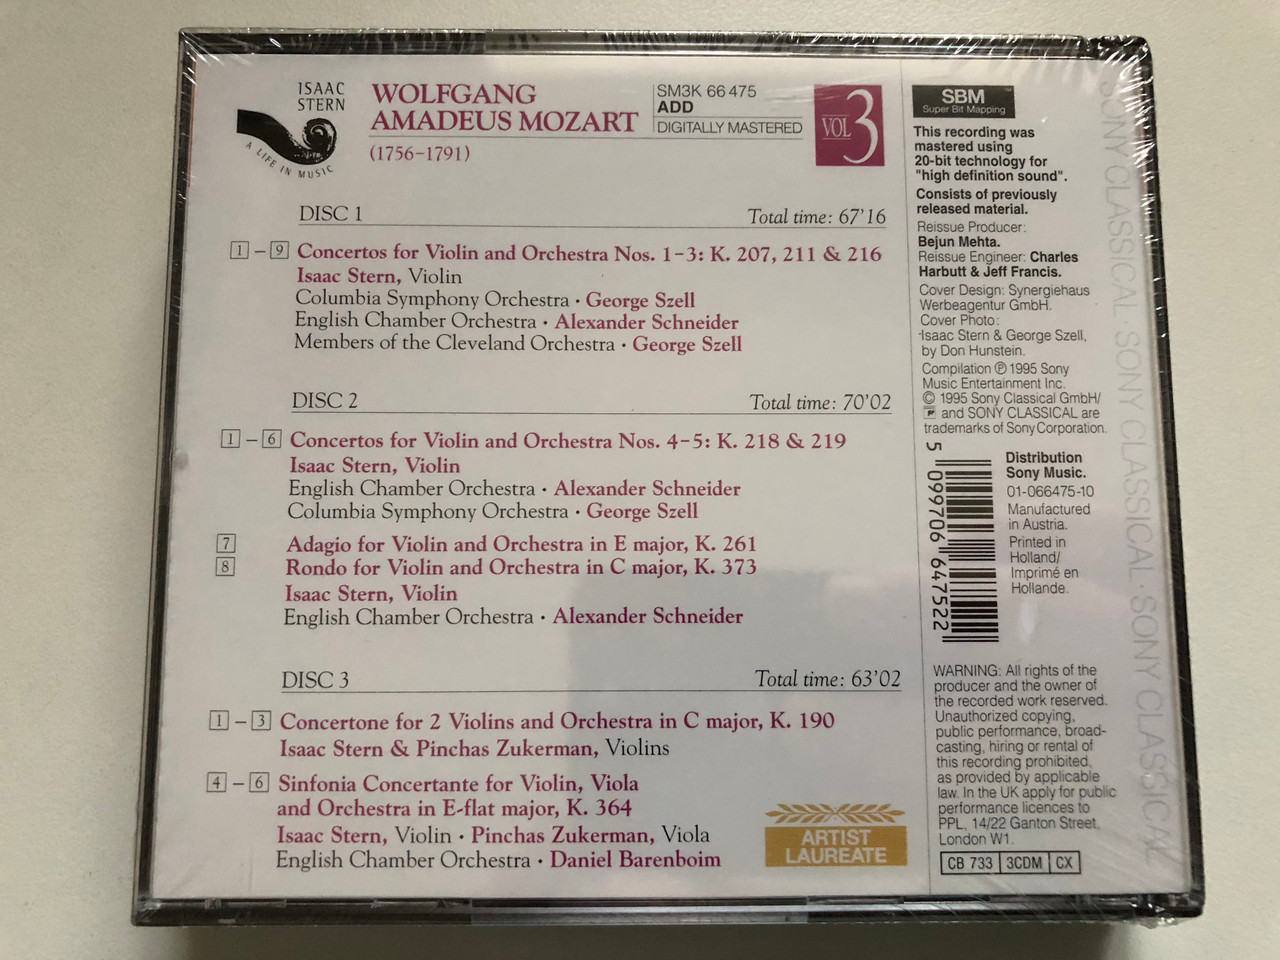 ISAAC
STERN
A LIFE IN MUSIC
WOLFGANG
AMADEUS MOZART
(1756–1791)
SM3K 66 475
ADD
DIGITALLY MASTERED
VOL 3
DISC 1 Total time: 67'16
1 – 9 Concertos for Violin and Orchestra Nos. 1–3: K. 207, 211 & 216
Isaac Stern, Violin
Columbia Symphony Orchestra · George Szell
English Chamber Orchestra · Alexander Schneider
Members of the Cleveland Orchestra · George Szell
DISC 2 Total time: 70'02
1 – 6 Concertos for Violin and Orchestra Nos. 4–5: K. 218 & 219
Isaac Stern, Violin
English Chamber Orchestra · Alexander Schneider
Columbia Symphony Orchestra · George Szell
7 Adagio for Violin and Orchestra in E major, K. 261
8 Rondo for Violin and Orchestra in C major, K. 373
Isaac Stern, Violin
English Chamber Orchestra · Alexander Schneider
DISC 3 Total time: 63'02
1 – 3 Concertone for 2 Violins and Orchestra in C major, K. 190
Isaac Stern & Pinchas Zukerman, Violins
4 – 6 Sinfonia Concertante for Violin, Viola
and Orchestra in E-flat major, K. 364
Isaac Stern, Violin · Pinchas Zukerman, Viola
English Chamber Orchestra · Daniel Barenboim
ARTIST
LAUREATE
SBM™
Super Bit Mapping
This recording was
mastered using
20-bit technology for
"high definition sound".
Consists of previously
released material.
Reissue Producer:
Bejun Mehta.
Reissue Engineer: Charles
Harbutt & Jeff Francis.
Cover Design: Synergiehaus
Werbeagentur GmbH.
Cover Photo:
Isaac Stern & George Szell,
by Don Hunstein.
Compilation ℗ 1995 Sony
Music Entertainment Inc.
© 1995 Sony Classical GmbH/
and SONY CLASSICAL are
trademarks of Sony Corporation.
5 099706 647522
Distribution
Sony Music.
01-066475-10
Manufactured
in Austria.
Printed in
Holland/
Imprimé en
Hollande.
WARNING: All rights of the
producer and the owner of
the recorded work reserved.
Unauthorized copying,
public performance, broad-
casting, hiring or rental of
this recording prohibited,
as provided by applicable
law. In the UK apply for public
performance licences to
PPL, 14/22 Ganton Street,
London W1.
CB 733 3CDM CX
SONY CLASSICAL · SONY CLASSICAL · SONY CLASSICAL